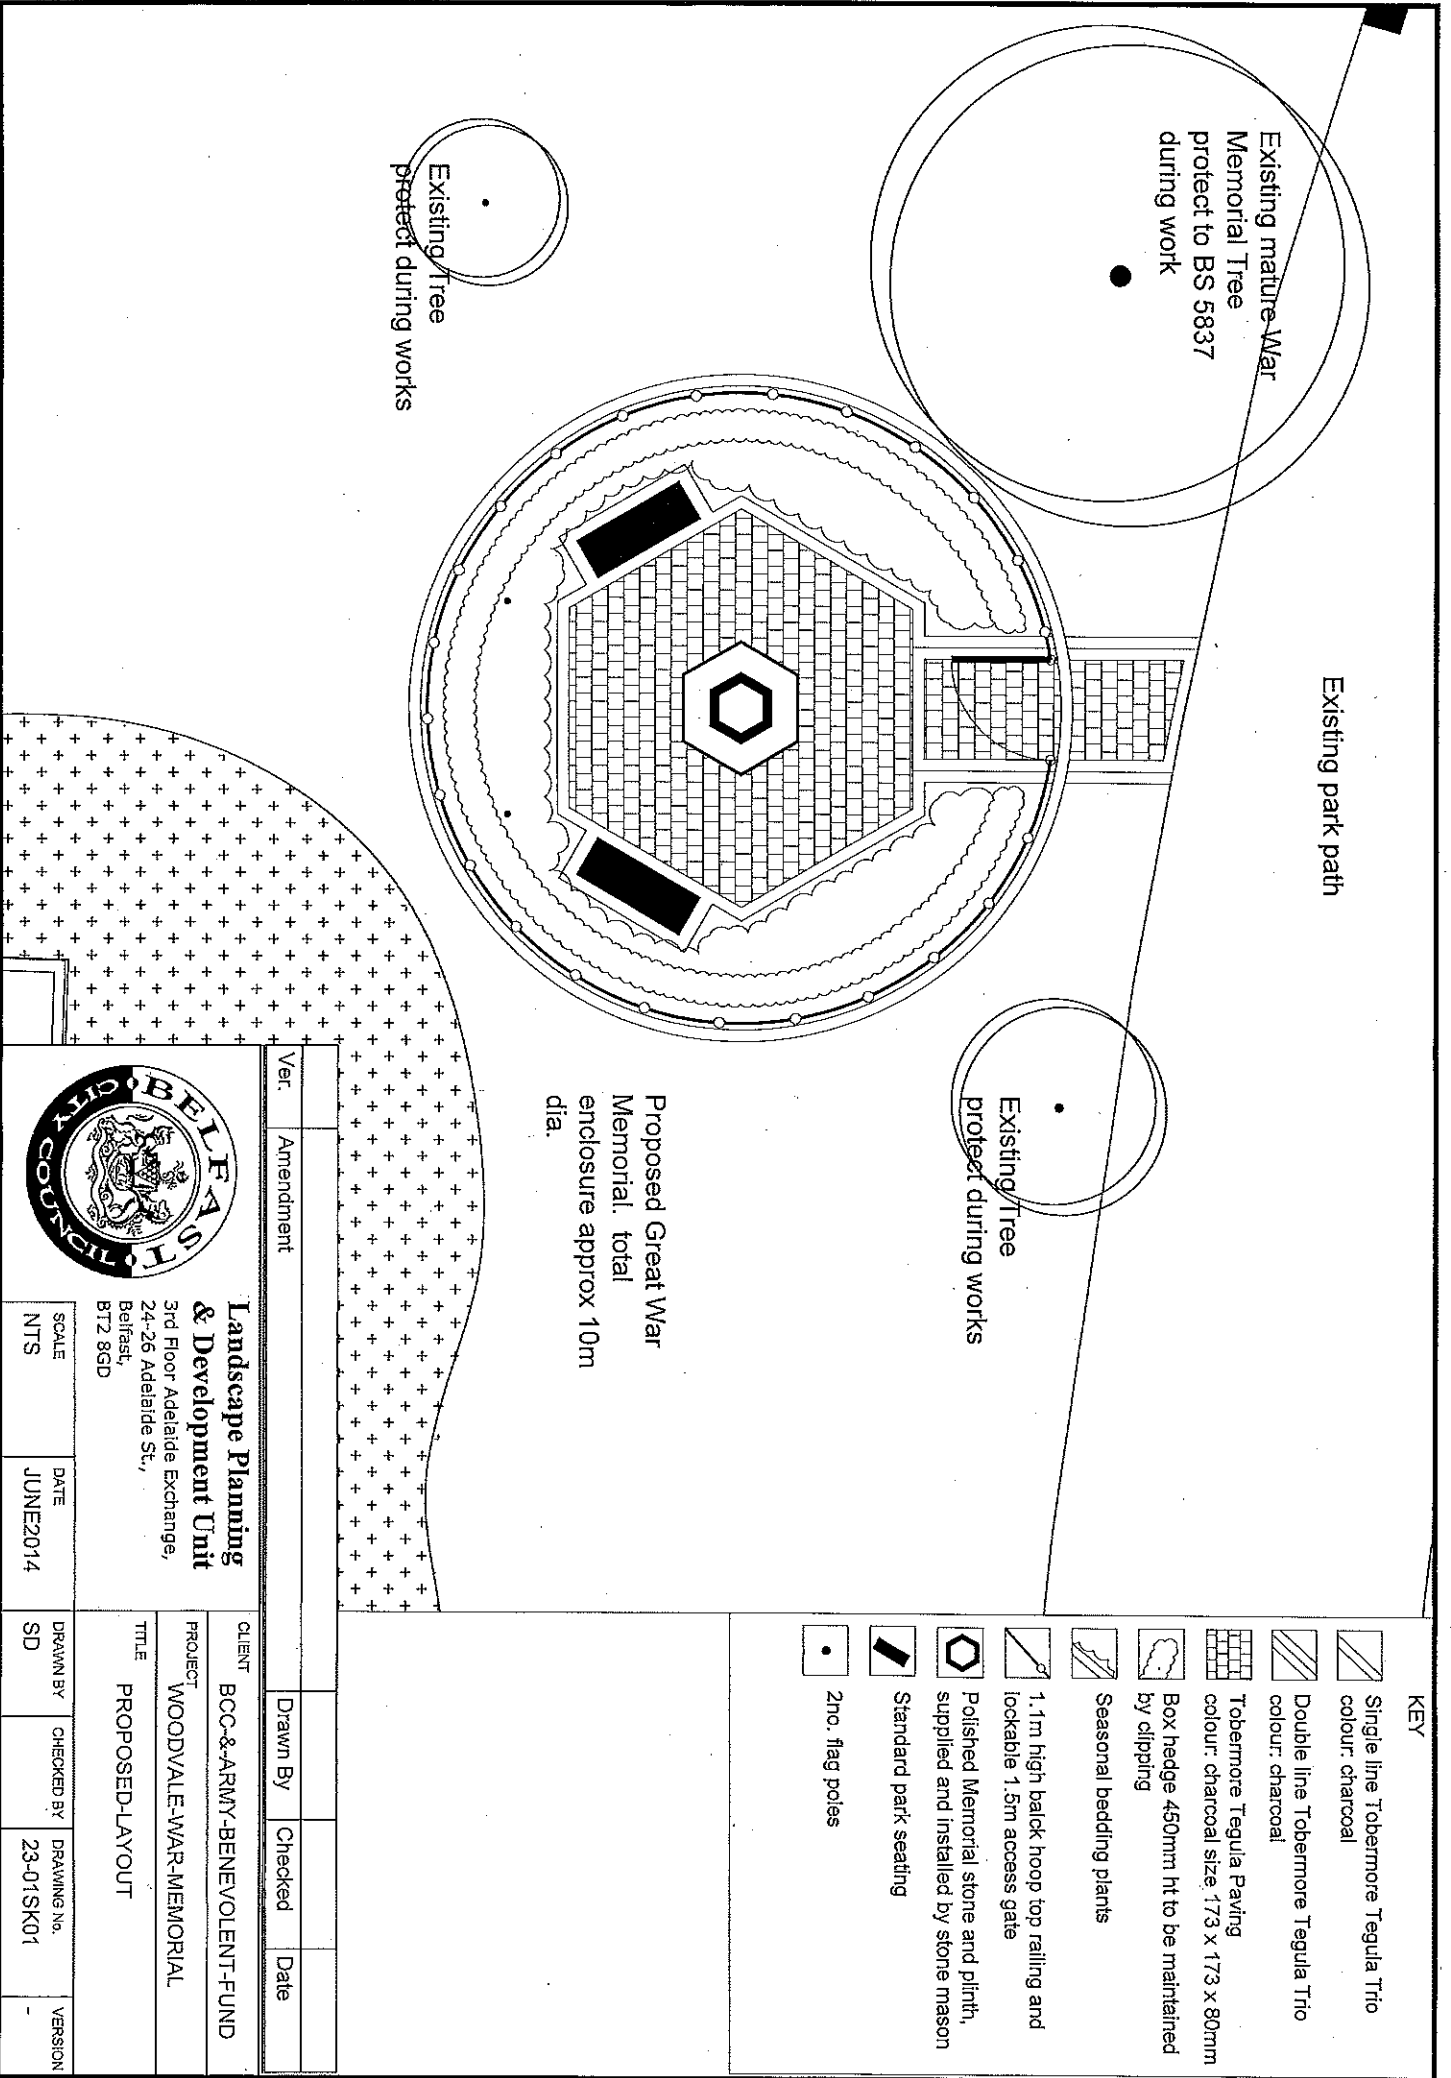 Existing mature War
Memorial Tree
protect to BS 5837
during work
Existing Tree
protect during works
Existing park path
Existing Tree
protect during works
Proposed Great War
Memorial. total
enclosure approx 10m
dia.
KEY
Single line Tobermore Tegula Trio
colour: charcoal
Double line Tobermore Tegula Trio
colour: charcoal
Tobermore Tegula Paving
colour: charcoal size 173 x 173 x 80mm
Box hedge 450mm ht to be maintained
by clipping
Seasonal bedding plants
1.1m high balck hoop top railing and
lockable 1.5m access gate
Polished Memorial stone and plinth,
supplied and installed by stone mason
Standard park seating
2no. flag poles
Ver. Amendment Drawn By Checked Date
BELFAST
CITY COUNCIL
Landscape Planning
& Development Unit
3rd Floor Adelaide Exchange,
24-26 Adelaide St.,
Belfast,
BT2 8GD
CLIENT
BCC-&-ARMY-BENEVOLENT-FUND
PROJECT
WOODVALE-WAR-MEMORIAL
TITLE
PROPOSED-LAYOUT
SCALE
NTS
DATE
JUNE2014
DRAWN BY
SD
CHECKED BY
DRAWING No.
23-01SK01
VERSION
-